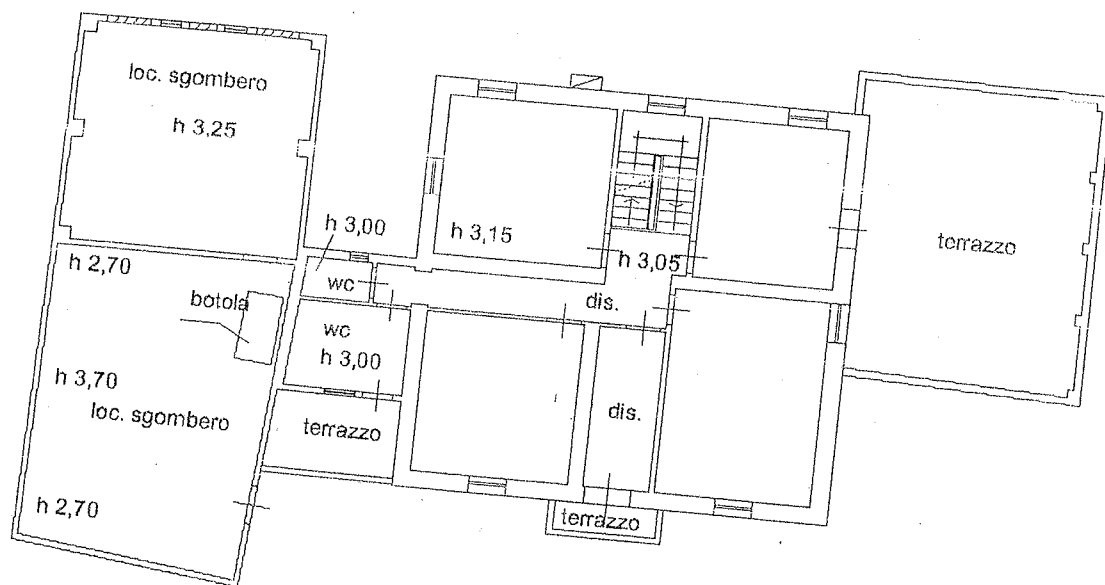 loc. sgombero
h 3,25
h 3,00
h 3,15
h 3,05
terrazzo
h 2,70
wc
botola
dis.
wc
h 3,00
h 3,70
loc. sgombero
terrazzo
dis.
h 2,70
terrazzo